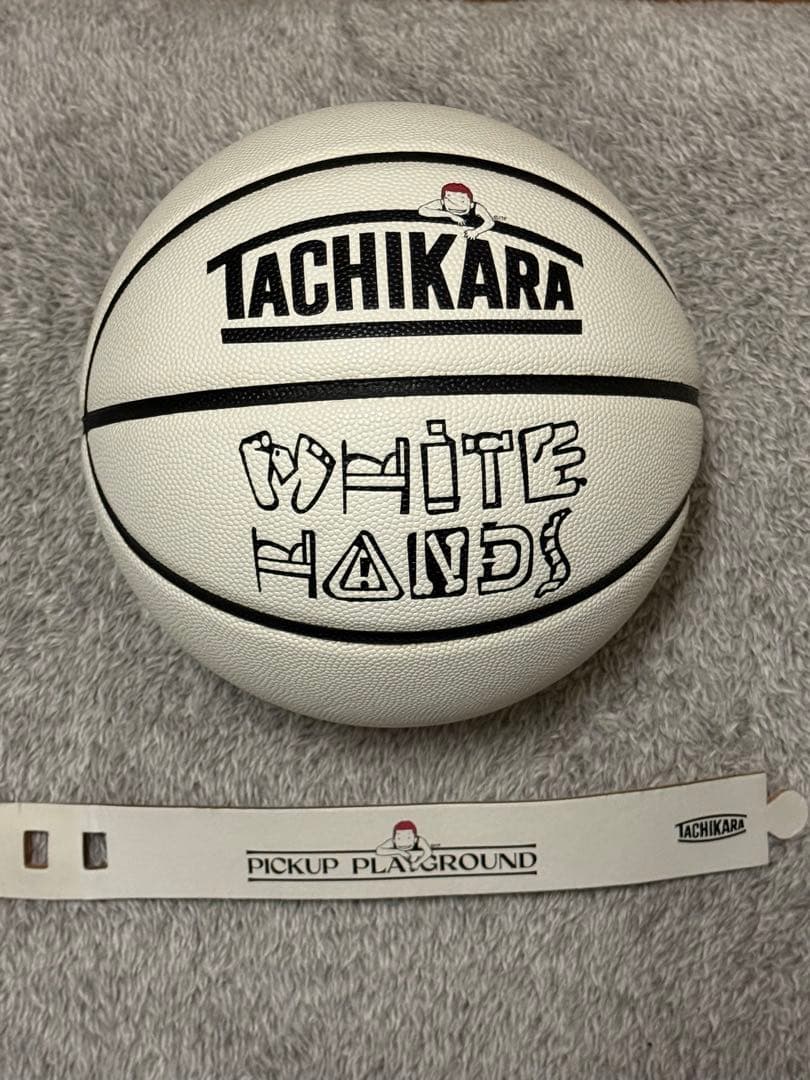 TACHIKARA
WHITE
HANDS
PICKUP PLAYGROUND
TACHIKARA